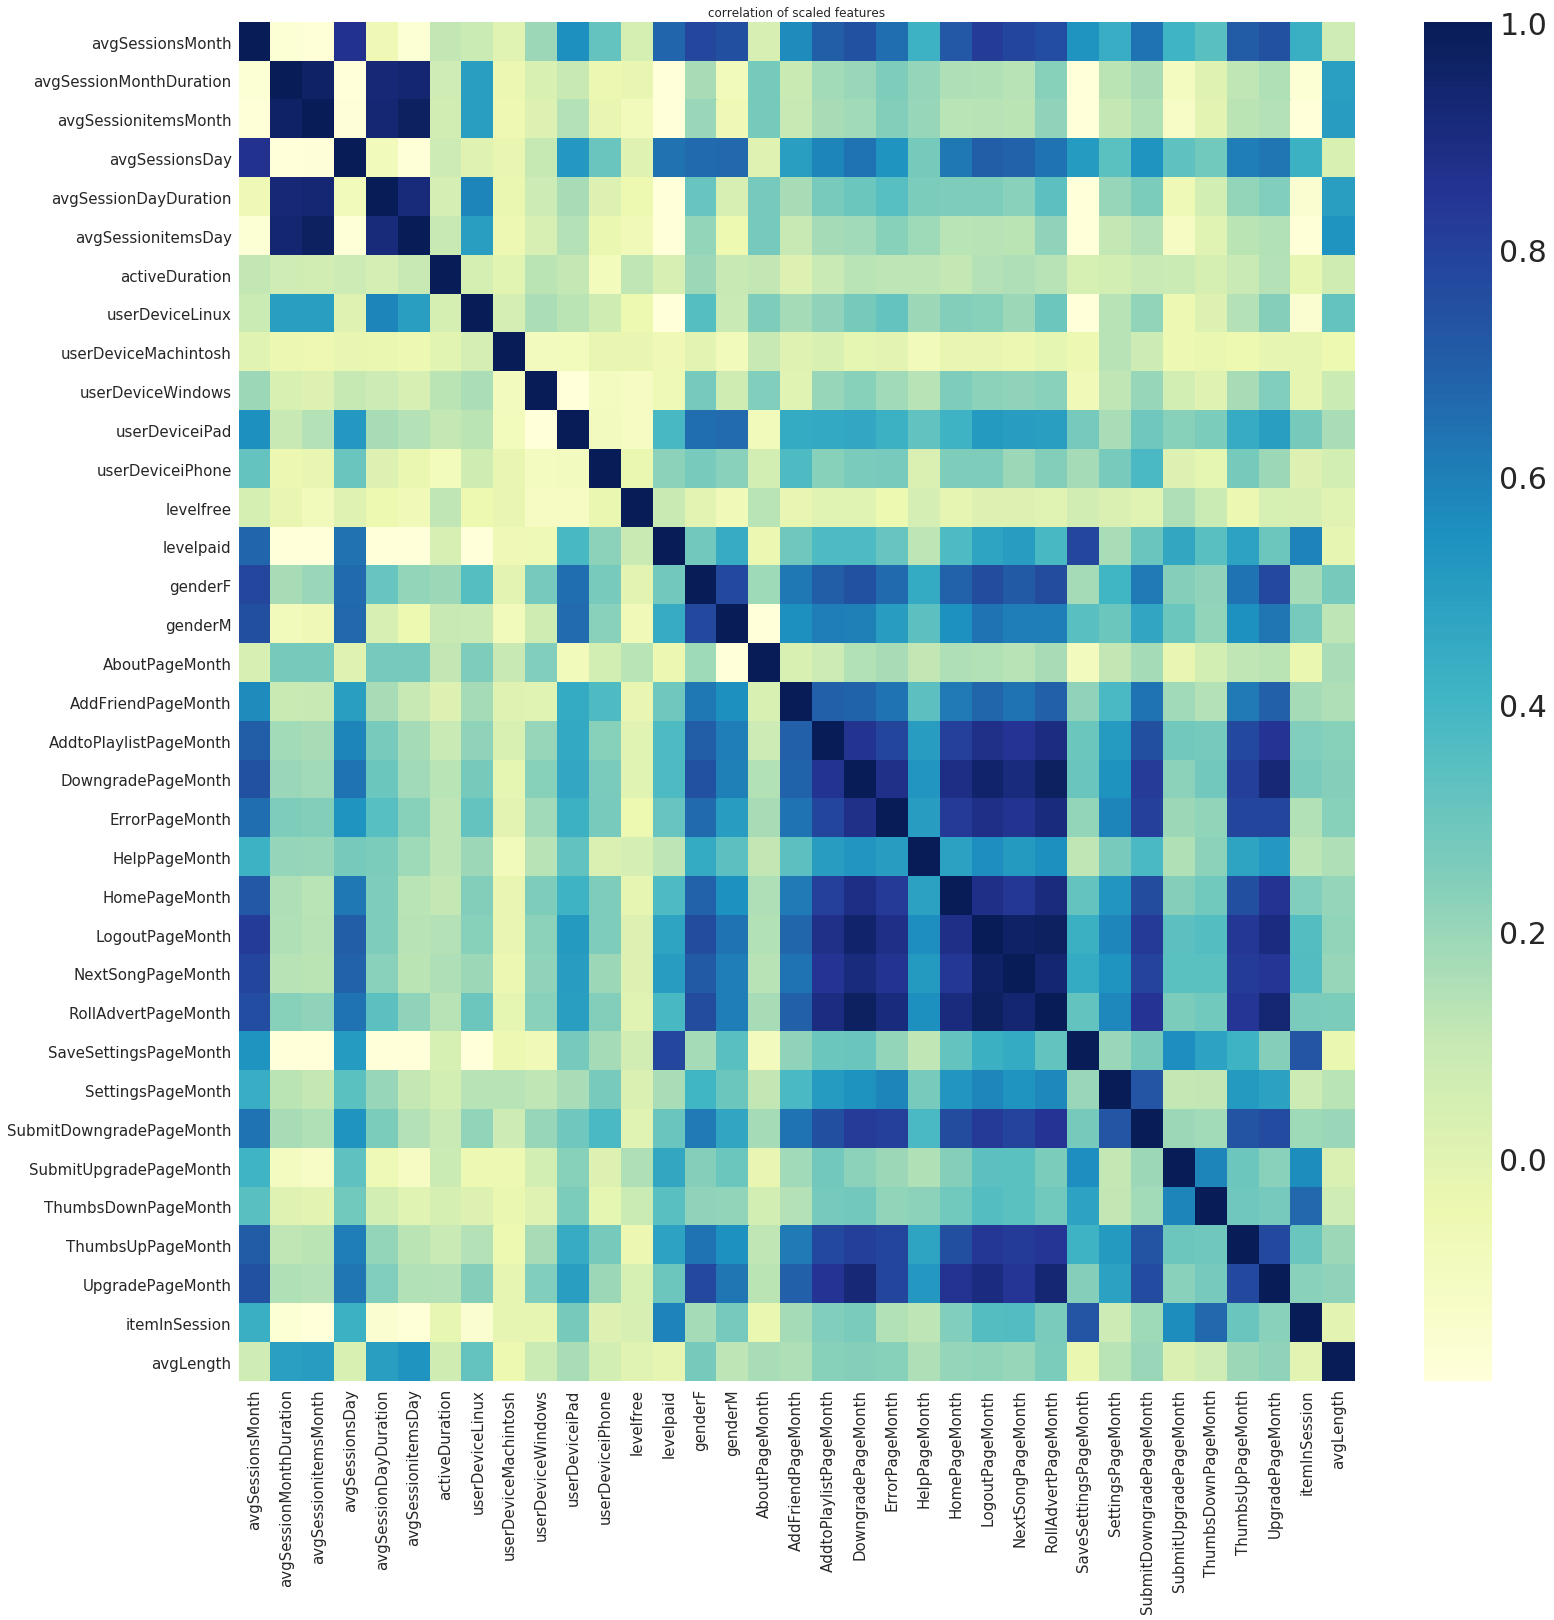 correlation of scaled features
avgSessionsMonth
avgSessionMonthDuration
avgSessionitemsMonth
avgSessionsDay
avgSessionDayDuration
avgSessionitemsDay
activeDuration
userDeviceLinux
userDeviceMachintosh
userDeviceWindows
userDeviceiPad
userDeviceiPhone
levelfree
levelpaid
genderF
genderM
AboutPageMonth
AddFriendPageMonth
AddtoPlaylistPageMonth
DowngradePageMonth
ErrorPageMonth
HelpPageMonth
HomePageMonth
LogoutPageMonth
NextSongPageMonth
RollAdvertPageMonth
SaveSettingsPageMonth
SettingsPageMonth
SubmitDowngradePageMonth
SubmitUpgradePageMonth
ThumbsDownPageMonth
ThumbsUpPageMonth
UpgradePageMonth
itemInSession
avgLength
avgSessionsMonth
avgSessionMonthDuration
avgSessionitemsMonth
avgSessionsDay
avgSessionDayDuration
avgSessionitemsDay
activeDuration
userDeviceLinux
userDeviceMachintosh
userDeviceWindows
userDeviceiPad
userDeviceiPhone
levelfree
levelpaid
genderF
genderM
AboutPageMonth
AddFriendPageMonth
AddtoPlaylistPageMonth
DowngradePageMonth
ErrorPageMonth
HelpPageMonth
HomePageMonth
LogoutPageMonth
NextSongPageMonth
RollAdvertPageMonth
SaveSettingsPageMonth
SettingsPageMonth
SubmitDowngradePageMonth
SubmitUpgradePageMonth
ThumbsDownPageMonth
ThumbsUpPageMonth
UpgradePageMonth
itemInSession
avgLength
1.0
0.8
0.6
0.4
0.2
0.0